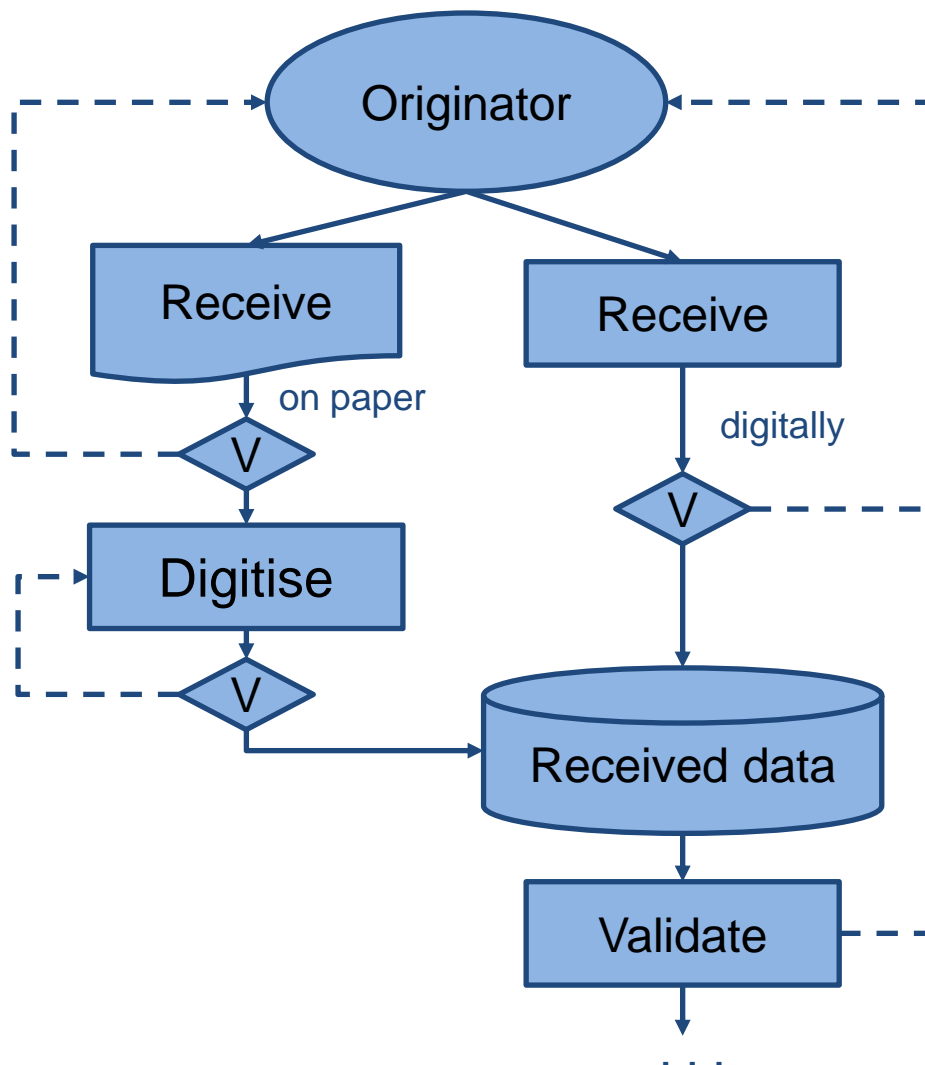 Originator
Receive
Receive
on paper
digitally
V
V
Digitise
V
Received data
Validate